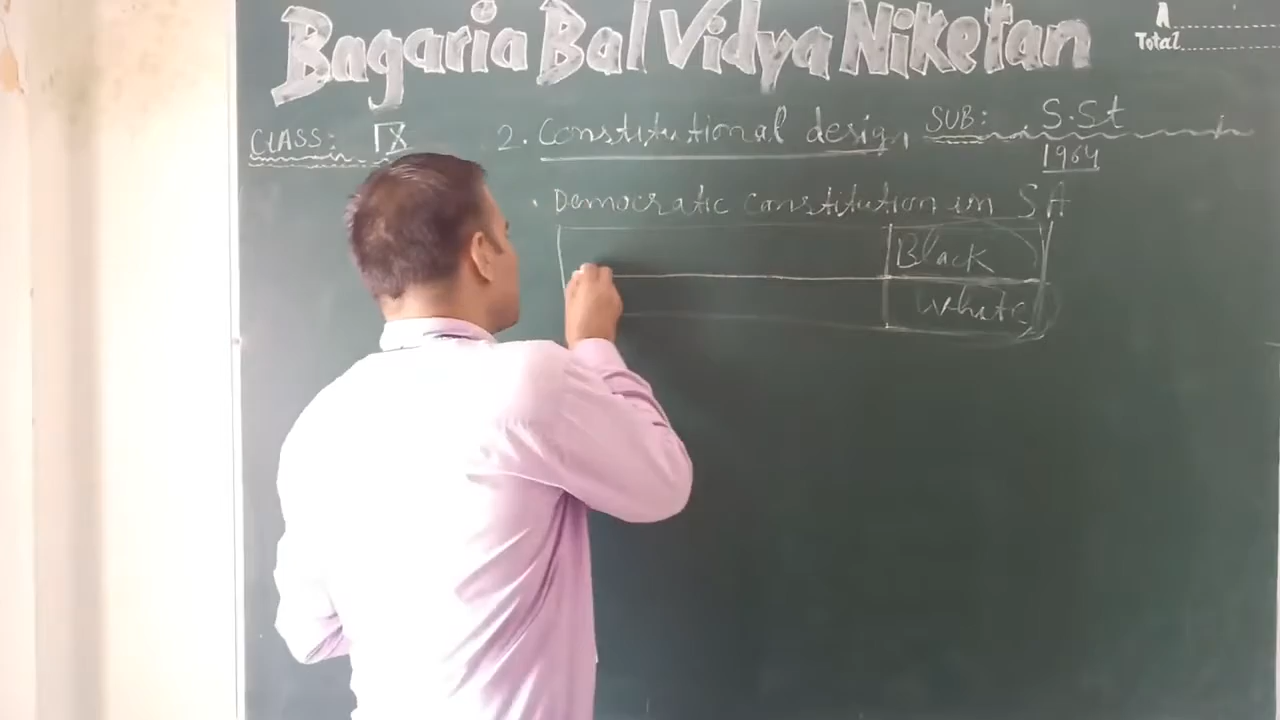 Bagaria Bal Vidya Niketan
A
Total
CLASS: IX
2. Constitutional design
SUB: S.St
1964
. Democratic constitution in SA
Black
White